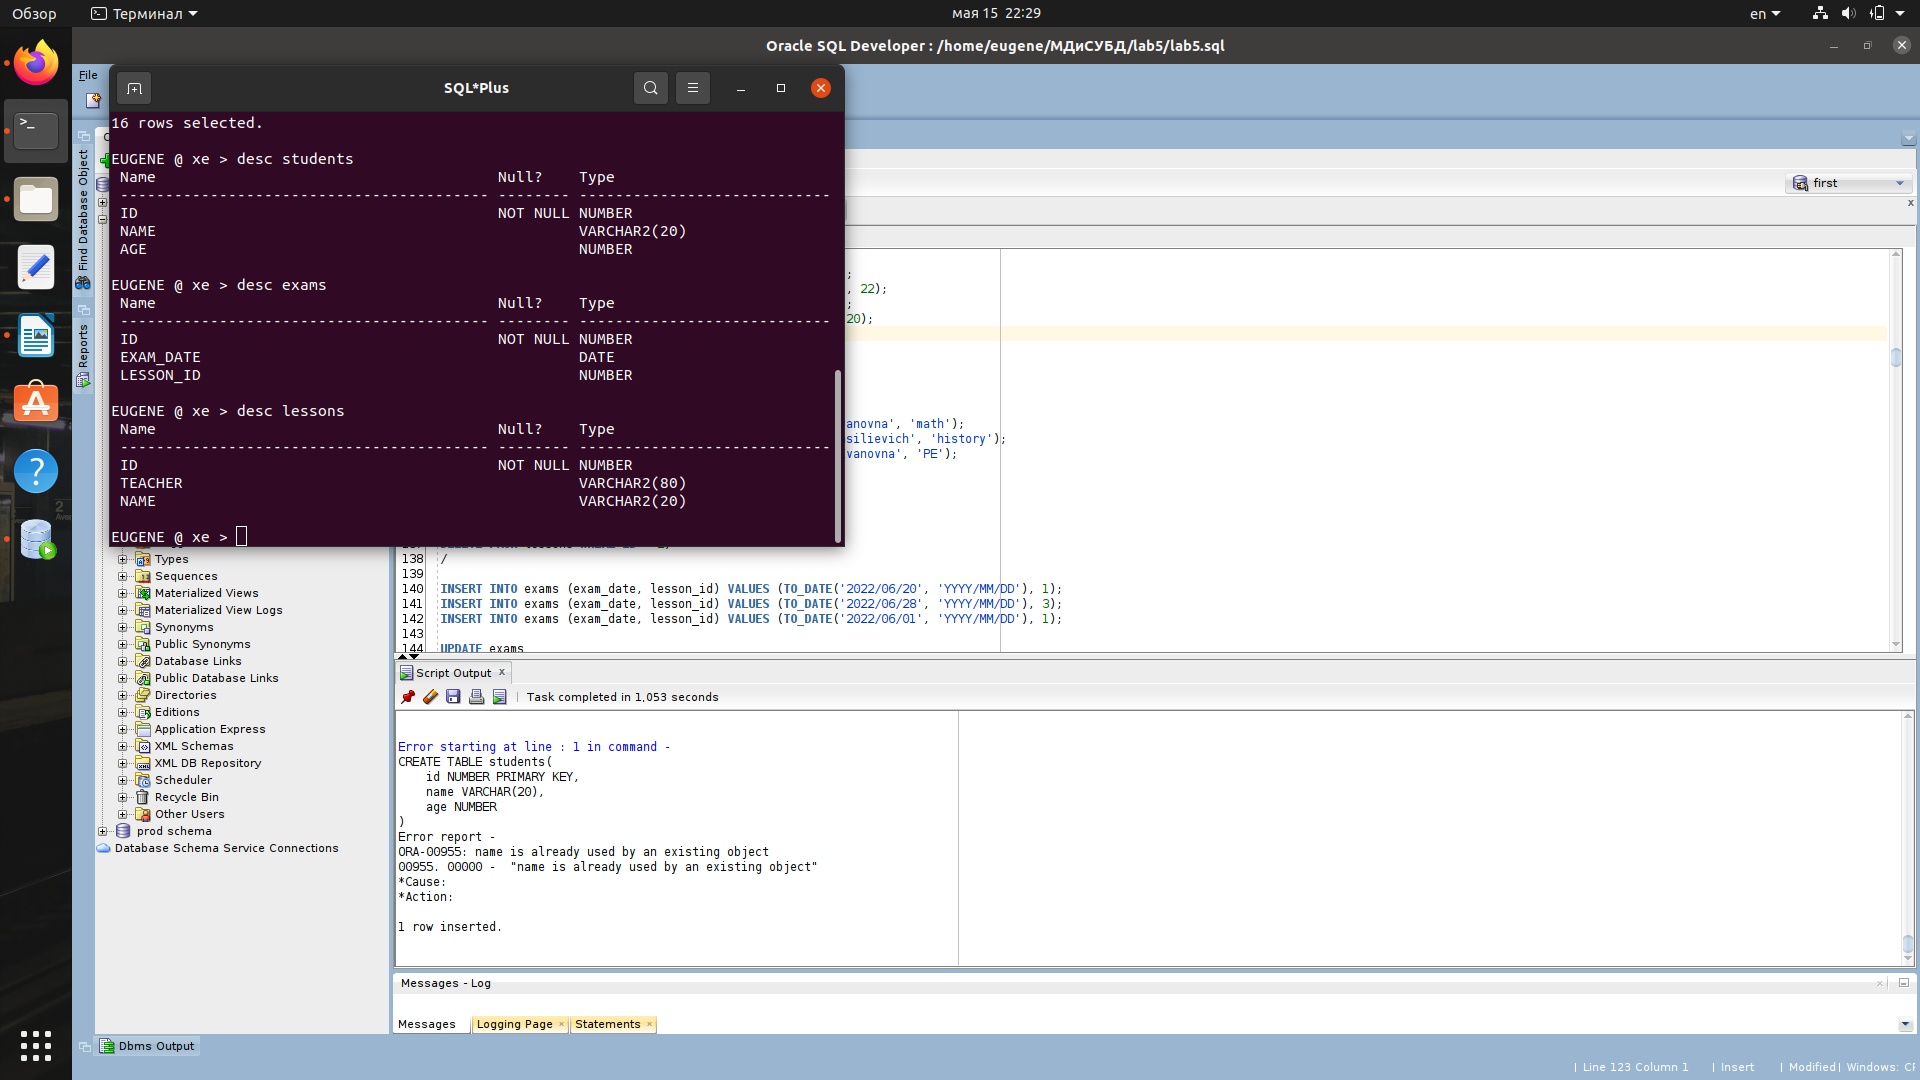 Обзор
Терминал
мая 15 22:29
en
Oracle SQL Developer : /home/eugene/МДиСУБД/lab5/lab5.sql
File
SQL*Plus
16 rows selected.
EUGENE @ xe > desc students
Name Null? Type
----------------------------------------- -------- ----------------------------
ID NOT NULL NUMBER
NAME VARCHAR2(20)
AGE NUMBER
EUGENE @ xe > desc exams
Name Null? Type
----------------------------------------- -------- ----------------------------
ID NOT NULL NUMBER
EXAM_DATE DATE
LESSON_ID NUMBER
EUGENE @ xe > desc lessons
Name Null? Type
----------------------------------------- -------- ----------------------------
ID NOT NULL NUMBER
TEACHER VARCHAR2(80)
NAME VARCHAR2(20)
EUGENE @ xe >
Find Database Object
Reports
first
;
, 22);
;
20);
anovna', 'math');
silievich', 'history');
vanovna', 'PE');
138 /
139
140 INSERT INTO exams (exam_date, lesson_id) VALUES (TO_DATE('2022/06/20', 'YYYY/MM/DD'), 1);
141 INSERT INTO exams (exam_date, lesson_id) VALUES (TO_DATE('2022/06/28', 'YYYY/MM/DD'), 3);
142 INSERT INTO exams (exam_date, lesson_id) VALUES (TO_DATE('2022/06/01', 'YYYY/MM/DD'), 1);
143
144 UPDATE exams
Types
Sequences
Materialized Views
Materialized View Logs
Synonyms
Public Synonyms
Database Links
Public Database Links
Directories
Editions
Application Express
XML Schemas
XML DB Repository
Scheduler
Recycle Bin
Other Users
prod schema
Database Schema Service Connections
Script Output
Task completed in 1,053 seconds
Error starting at line : 1 in command -
CREATE TABLE students(
id NUMBER PRIMARY KEY,
name VARCHAR(20),
age NUMBER
)
Error report -
ORA-00955: name is already used by an existing object
00955. 00000 - "name is already used by an existing object"
*Cause:
*Action:
1 row inserted.
Messages - Log
Messages
Logging Page
Statements
Dbms Output
Line 123 Column 1
Insert
Modified
Windows: